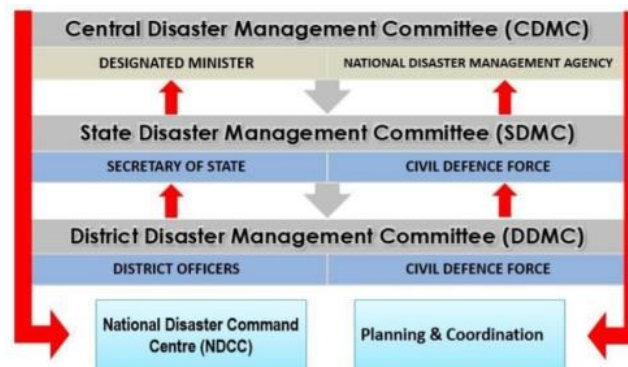 Central Disaster Management Committee (CDMC)
DESIGNATED MINISTER
NATIONAL DISASTER MANAGEMENT AGENCY
State Disaster Management Committee (SDMC)
SECRETARY OF STATE
CIVIL DEFENCE FORCE
District Disaster Management Committee (DDMC)
DISTRICT OFFICERS
CIVIL DEFENCE FORCE
National Disaster Command
Centre (NDCC)
Planning & Coordination